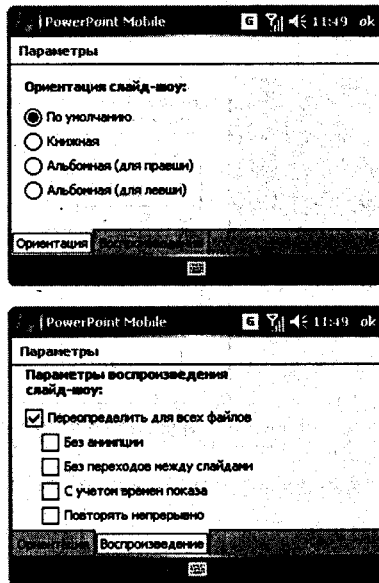 PowerPoint Mobile G 11:49 ok
Параметры
Ориентация слайд-шоу:
По умолчанию
Книжная
Альбомная (для правши)
Альбомная (для левши)
Ориентация Воспроизведение
PowerPoint Mobile G 11:49 ok
Параметры
Параметры воспроизведения
слайд-шоу:
Переопределить для всех файлов
Без анимации
Без переходов между слайдами
С учетом времен показа
Повторять непрерывно
Ориентация Воспроизведение